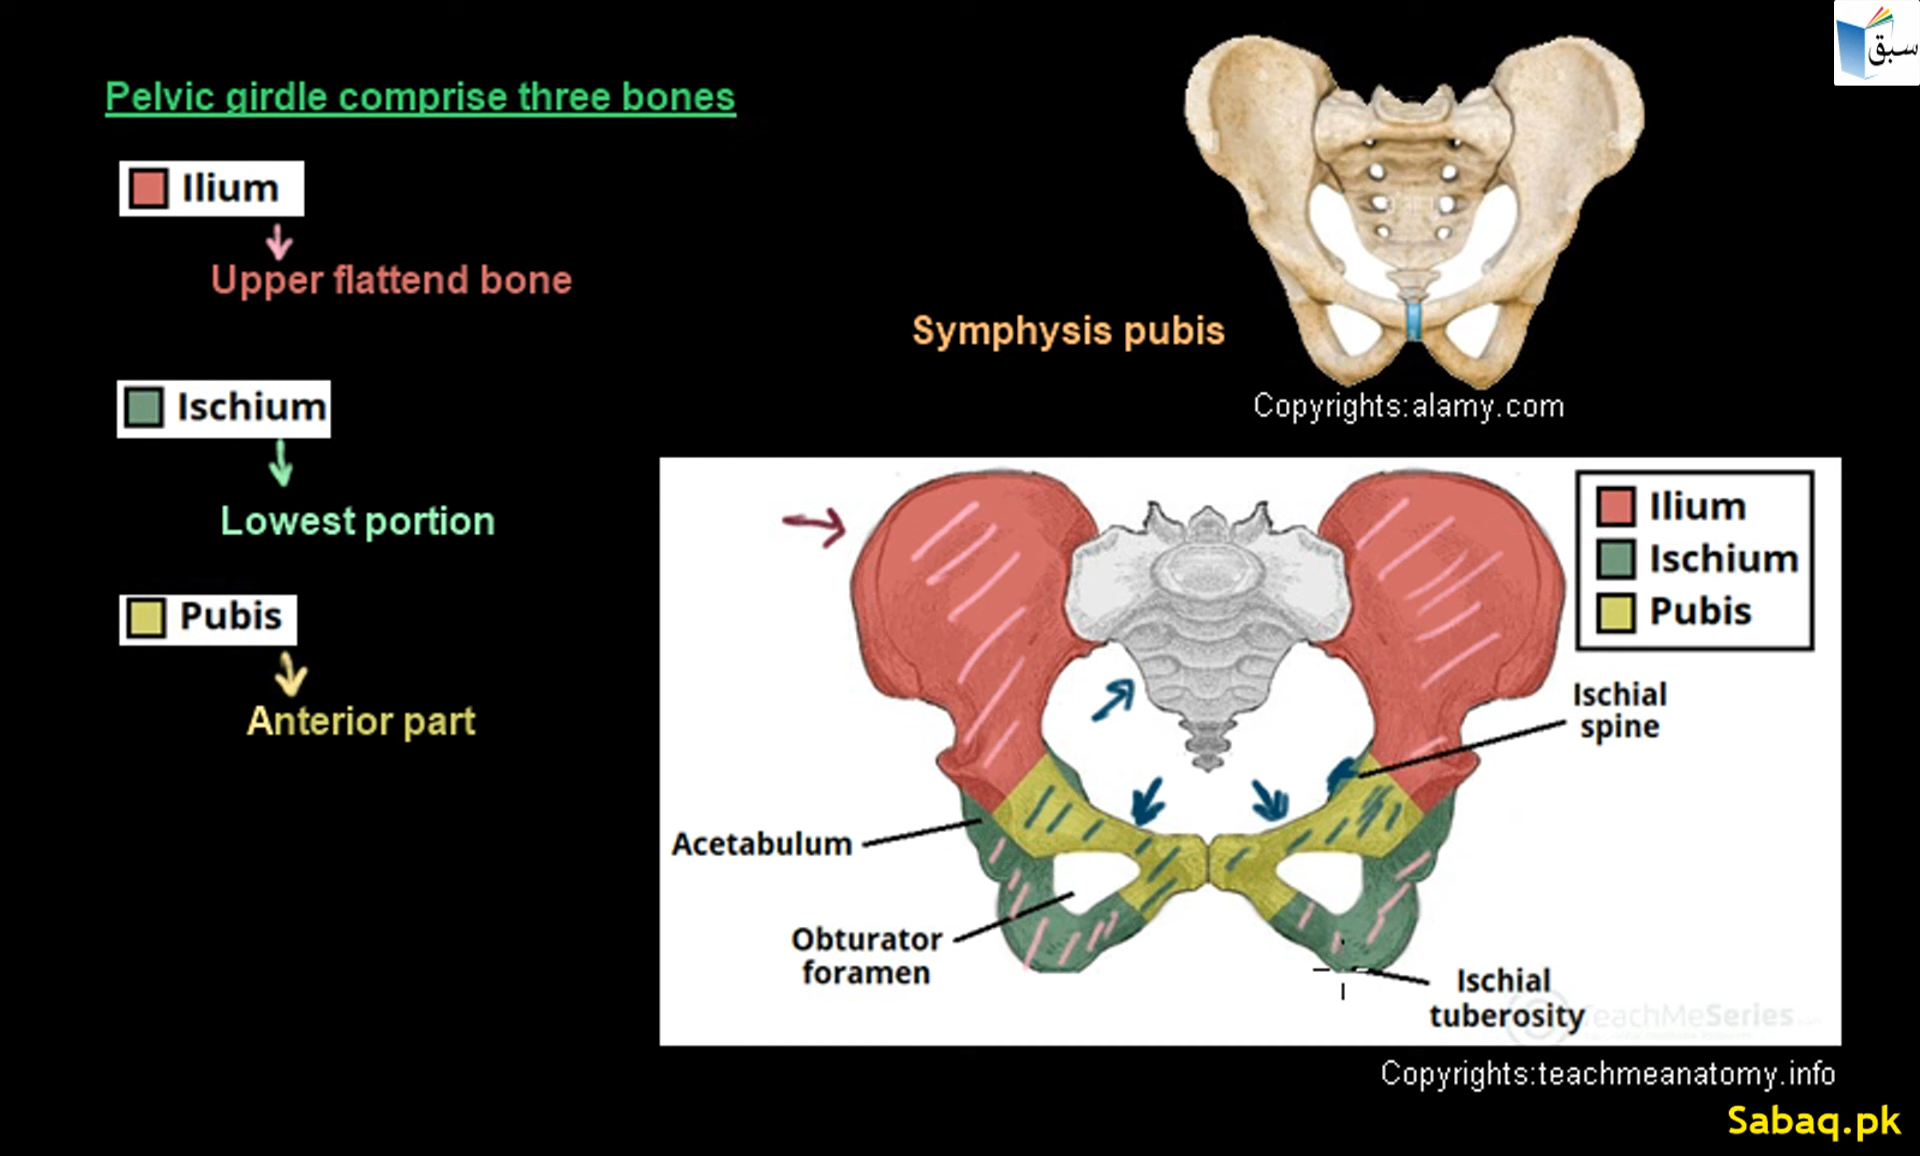 سبق
Pelvic girdle comprise three bones
Ilium
Upper flattend bone
Ischium
Lowest portion
Pubis
Anterior part
Symphysis pubis
Copyrights:alamy.com
Ilium
Ischium
Pubis
Ischial
spine
Acetabulum
Obturator
foramen
Ischial
tuberosity
TeachMeSeries
Copyrights:teachmeanatomy.info
Sabaq.pk